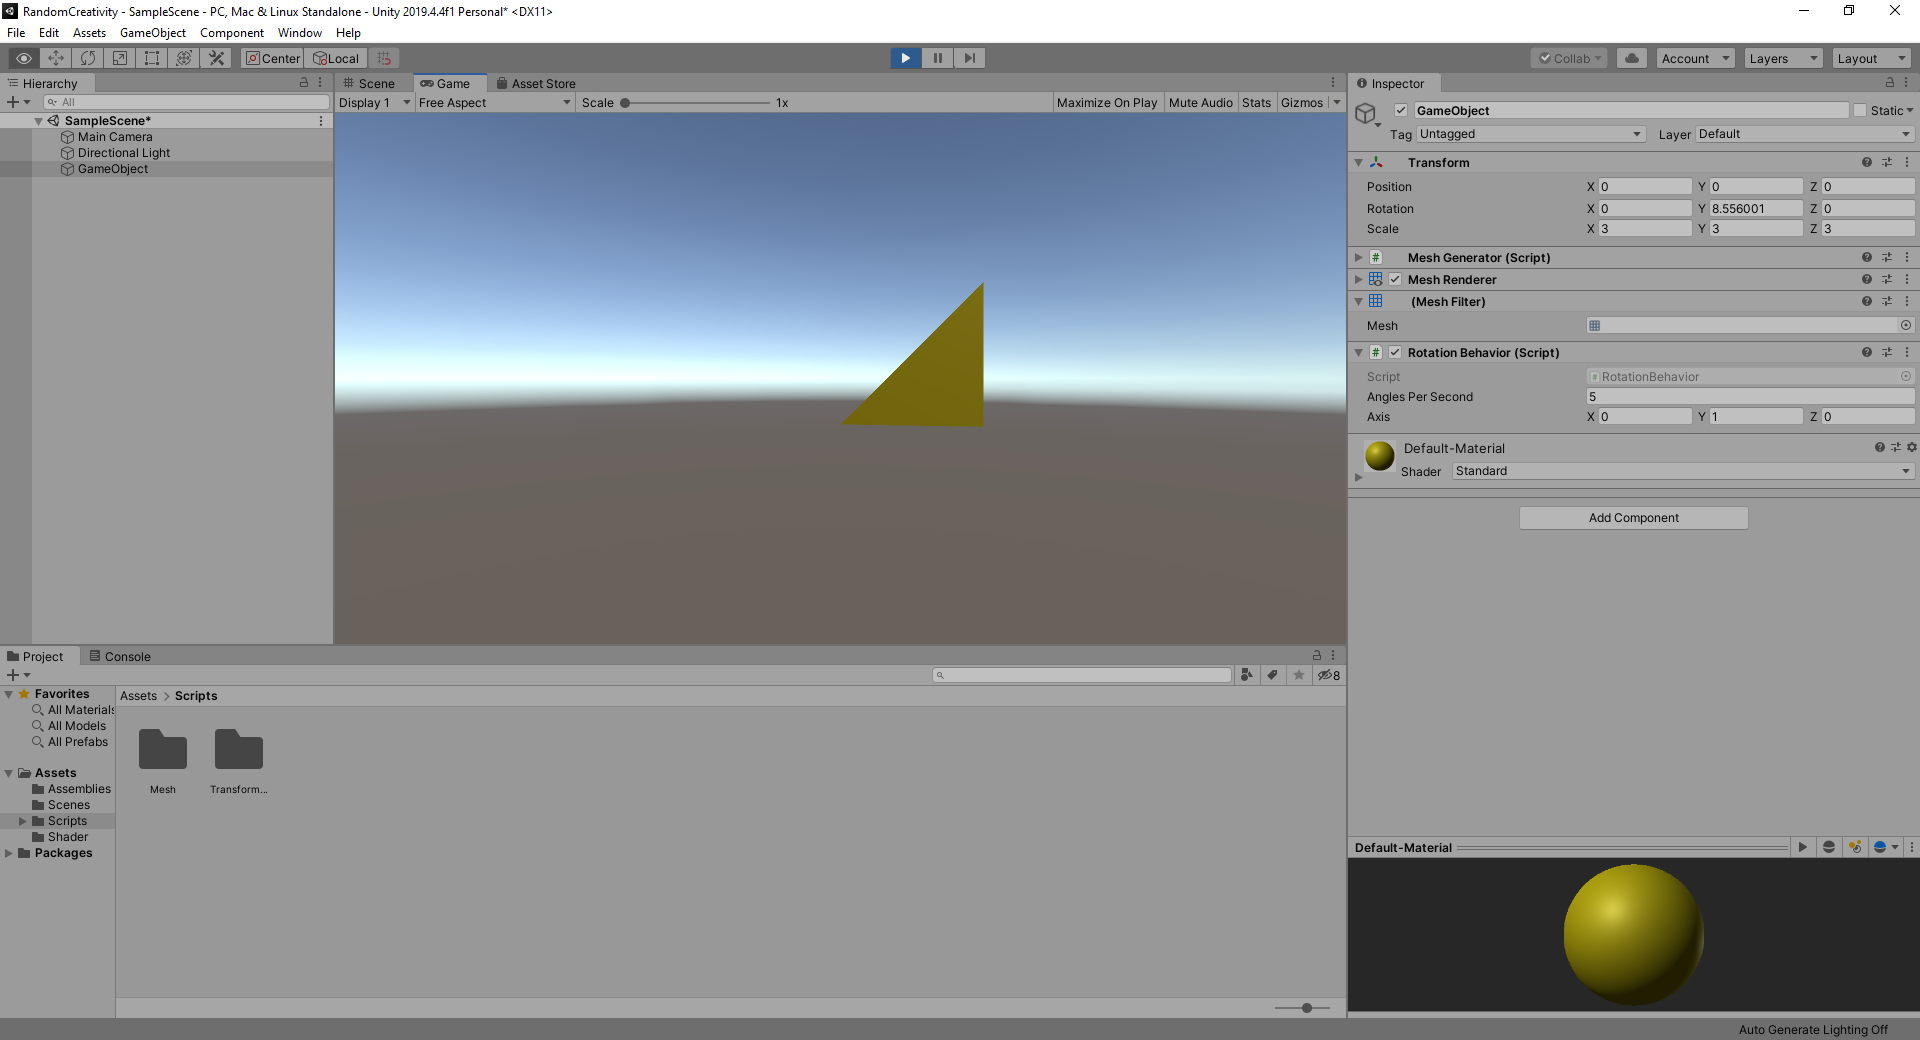 RandomCreativity - SampleScene - PC, Mac & Linux Standalone - Unity 2019.4.4f1 Personal* <DX11>
File Edit Assets GameObject Component Window Help
Center Local Collab Account Layers Layout
Hierarchy
All
SampleScene*
Main Camera
Directional Light
GameObject
Scene Game Asset Store
Display 1 Free Aspect Scale 1x Maximize On Play Mute Audio Stats Gizmos
Inspector
GameObject Static
Tag Untagged Layer Default
Transform
Position X 0 Y 0 Z 0
Rotation X 0 Y 8.556001 Z 0
Scale X 3 Y 3 Z 3
# Mesh Generator (Script)
Mesh Renderer
(Mesh Filter)
Mesh
# Rotation Behavior (Script)
Script # RotationBehavior
Angles Per Second 5
Axis X 0 Y 1 Z 0
Default-Material
Shader Standard
Add Component
Project Console
8
Favorites
All Materials
All Models
All Prefabs
Assets
Assemblies
Scenes
Scripts
Shader
Packages
Assets > Scripts
Mesh Transform...
Default-Material
Auto Generate Lighting Off